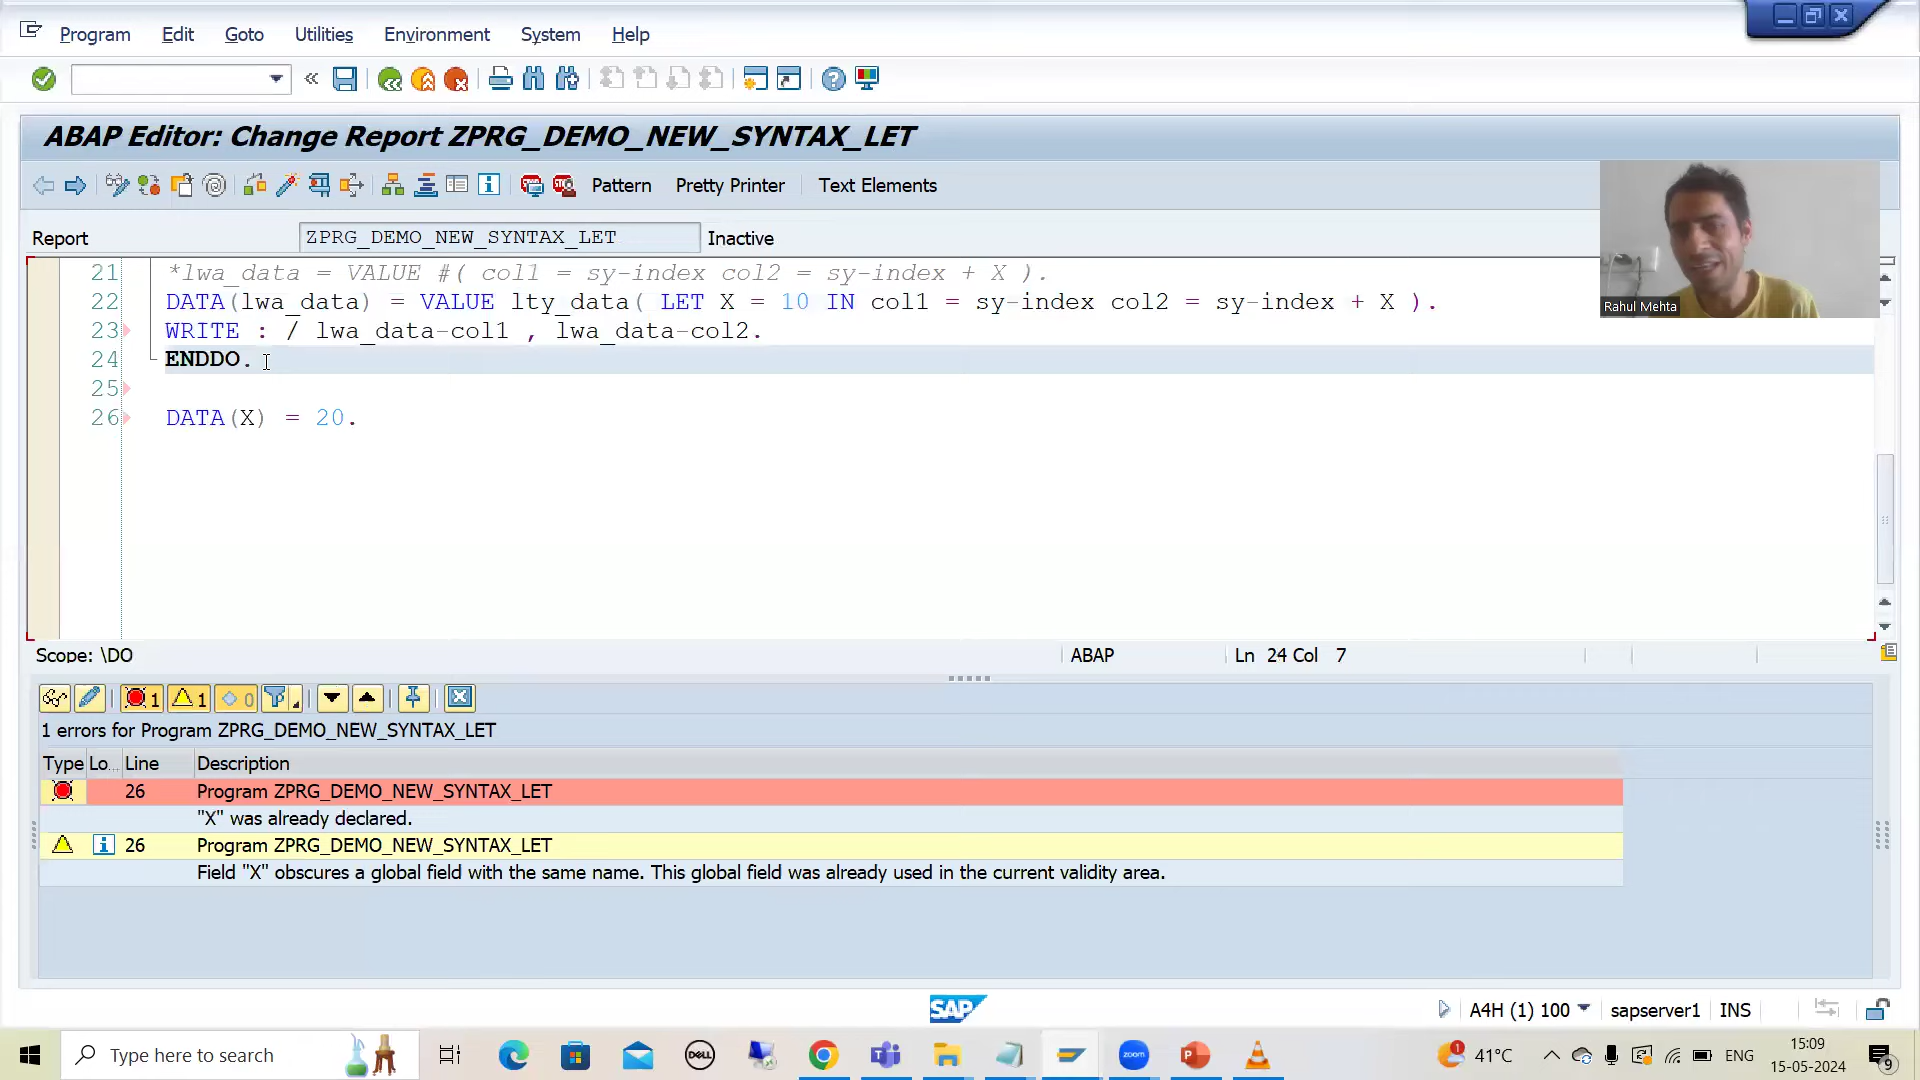 Program Edit Goto Utilities Environment System Help
ABAP Editor: Change Report ZPRG_DEMO_NEW_SYNTAX_LET
Pattern Pretty Printer Text Elements
Report ZPRG_DEMO_NEW_SYNTAX_LET Inactive
Rahul Mehta
21 *lwa_data = VALUE #( col1 = sy-index col2 = sy-index + X ).
22 DATA(lwa_data) = VALUE lty_data( LET X = 10 IN col1 = sy-index col2 = sy-index + X ).
23 WRITE : / lwa_data-col1 , lwa_data-col2.
24 ENDDO.
25
26 DATA(X) = 20.
Scope: \DO ABAP Ln 24 Col 7
1 1 0
1 errors for Program ZPRG_DEMO_NEW_SYNTAX_LET
Type Lo... Line Description
26 Program ZPRG_DEMO_NEW_SYNTAX_LET
"X" was already declared.
26 Program ZPRG_DEMO_NEW_SYNTAX_LET
Field "X" obscures a global field with the same name. This global field was already used in the current validity area.
SAP A4H (1) 100 sapserver1 INS
Type here to search DELL zoom 1 41°C ENG 15:09
15-05-2024 9